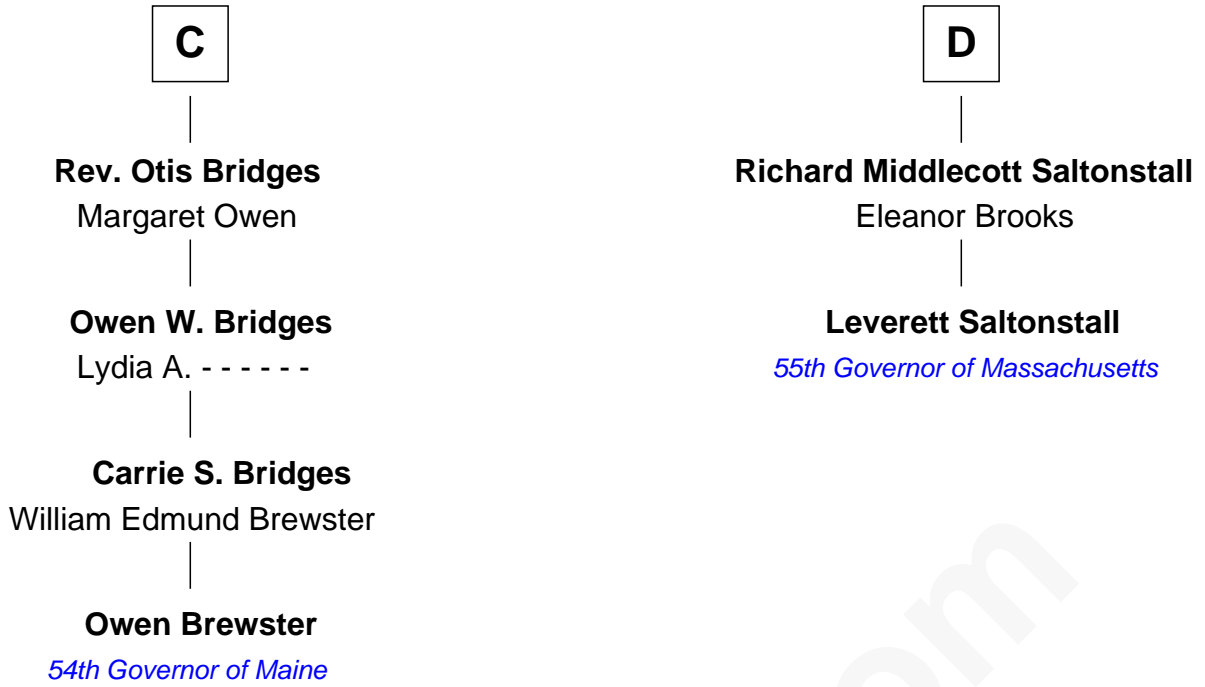 C
Rev. Otis Bridges
Margaret Owen
Owen W. Bridges
Lydia A. - - - - - -
Carrie S. Bridges
William Edmund Brewster
Owen Brewster
54th Governor of Maine
D
Richard Middlecott Saltonstall
Eleanor Brooks
Leverett Saltonstall
55th Governor of Massachusetts
om